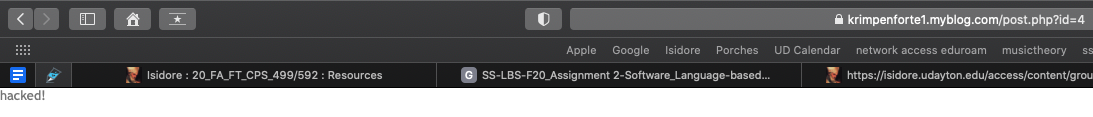 krimpenforte1.myblog.com/post.php?id=4
Apple Google Isidore Porches UD Calendar network access eduroam musictheory ss
Isidore : 20_FA_FT_CPS_499/592 : Resources G SS-LBS-F20_Assignment 2-Software_Language-based... https://isidore.udayton.edu/access/content/grou
hacked!